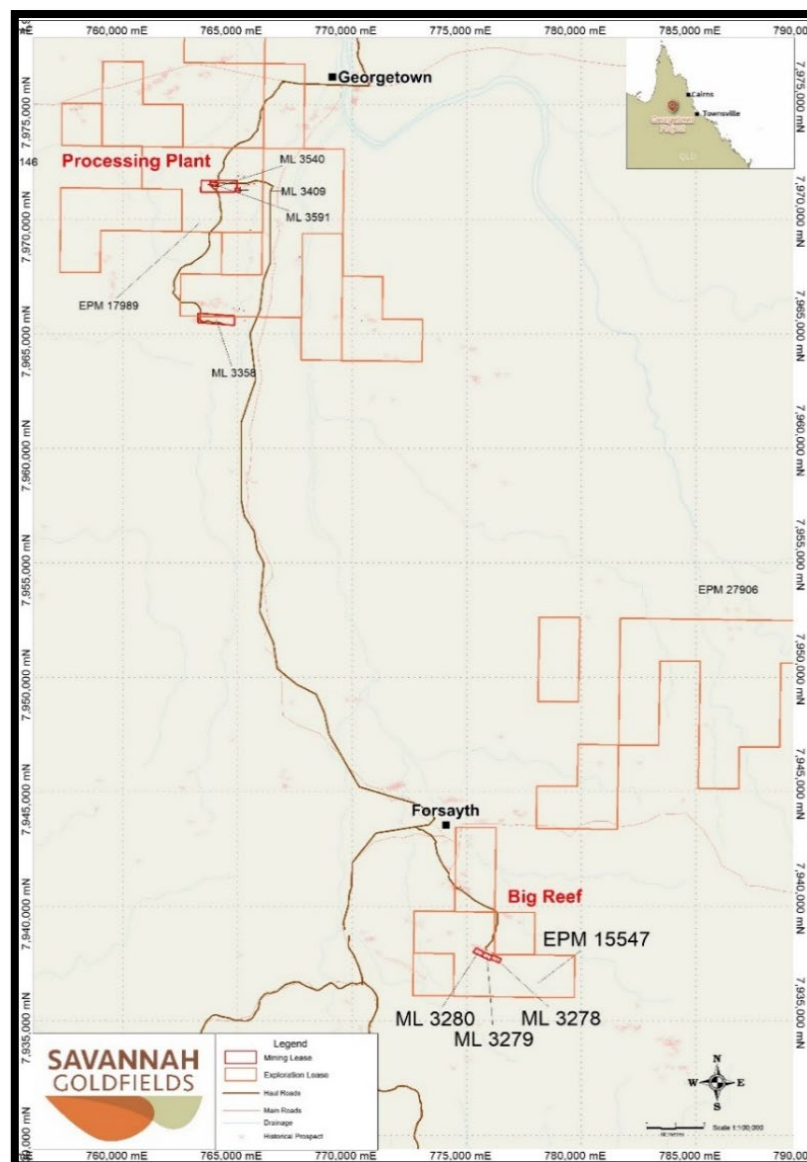 760,000 mE
765,000 mE
770,000 mE
775,000 mE
780,000 mE
785,000 mE
790,0
7,975,000 mN
7,970,000 mN
7,965,000 mN
7,960,000 mN
7,955,000 mN
7,950,000 mN
7,945,000 mN
7,940,000 mN
7,935,000 mN
Georgetown
Cairns
Townsville
QLD
Processing Plant
146
ML 3540
ML 3409
ML 3591
EPM 17989
ML 3358
EPM 27906
Forsayth
Big Reef
EPM 15547
ML 3280
ML 3278
ML 3279
SAVANNAH
GOLDFIELDS
Legend
Mining Lease
Exploration Lease
Haul Roads
Main Roads
Drainage
Historical Prospect
N
W
E
S
Scale 1:100,000
7,975,000 mN
7,970,000 mN
7,965,000 mN
7,960,000 mN
7,955,000 mN
7,950,000 mN
7,945,000 mN
7,940,000 mN
7,935,000 mN
760,000 mE
765,000 mE
770,000 mE
775,000 mE
780,000 mE
785,000 mE
790,0